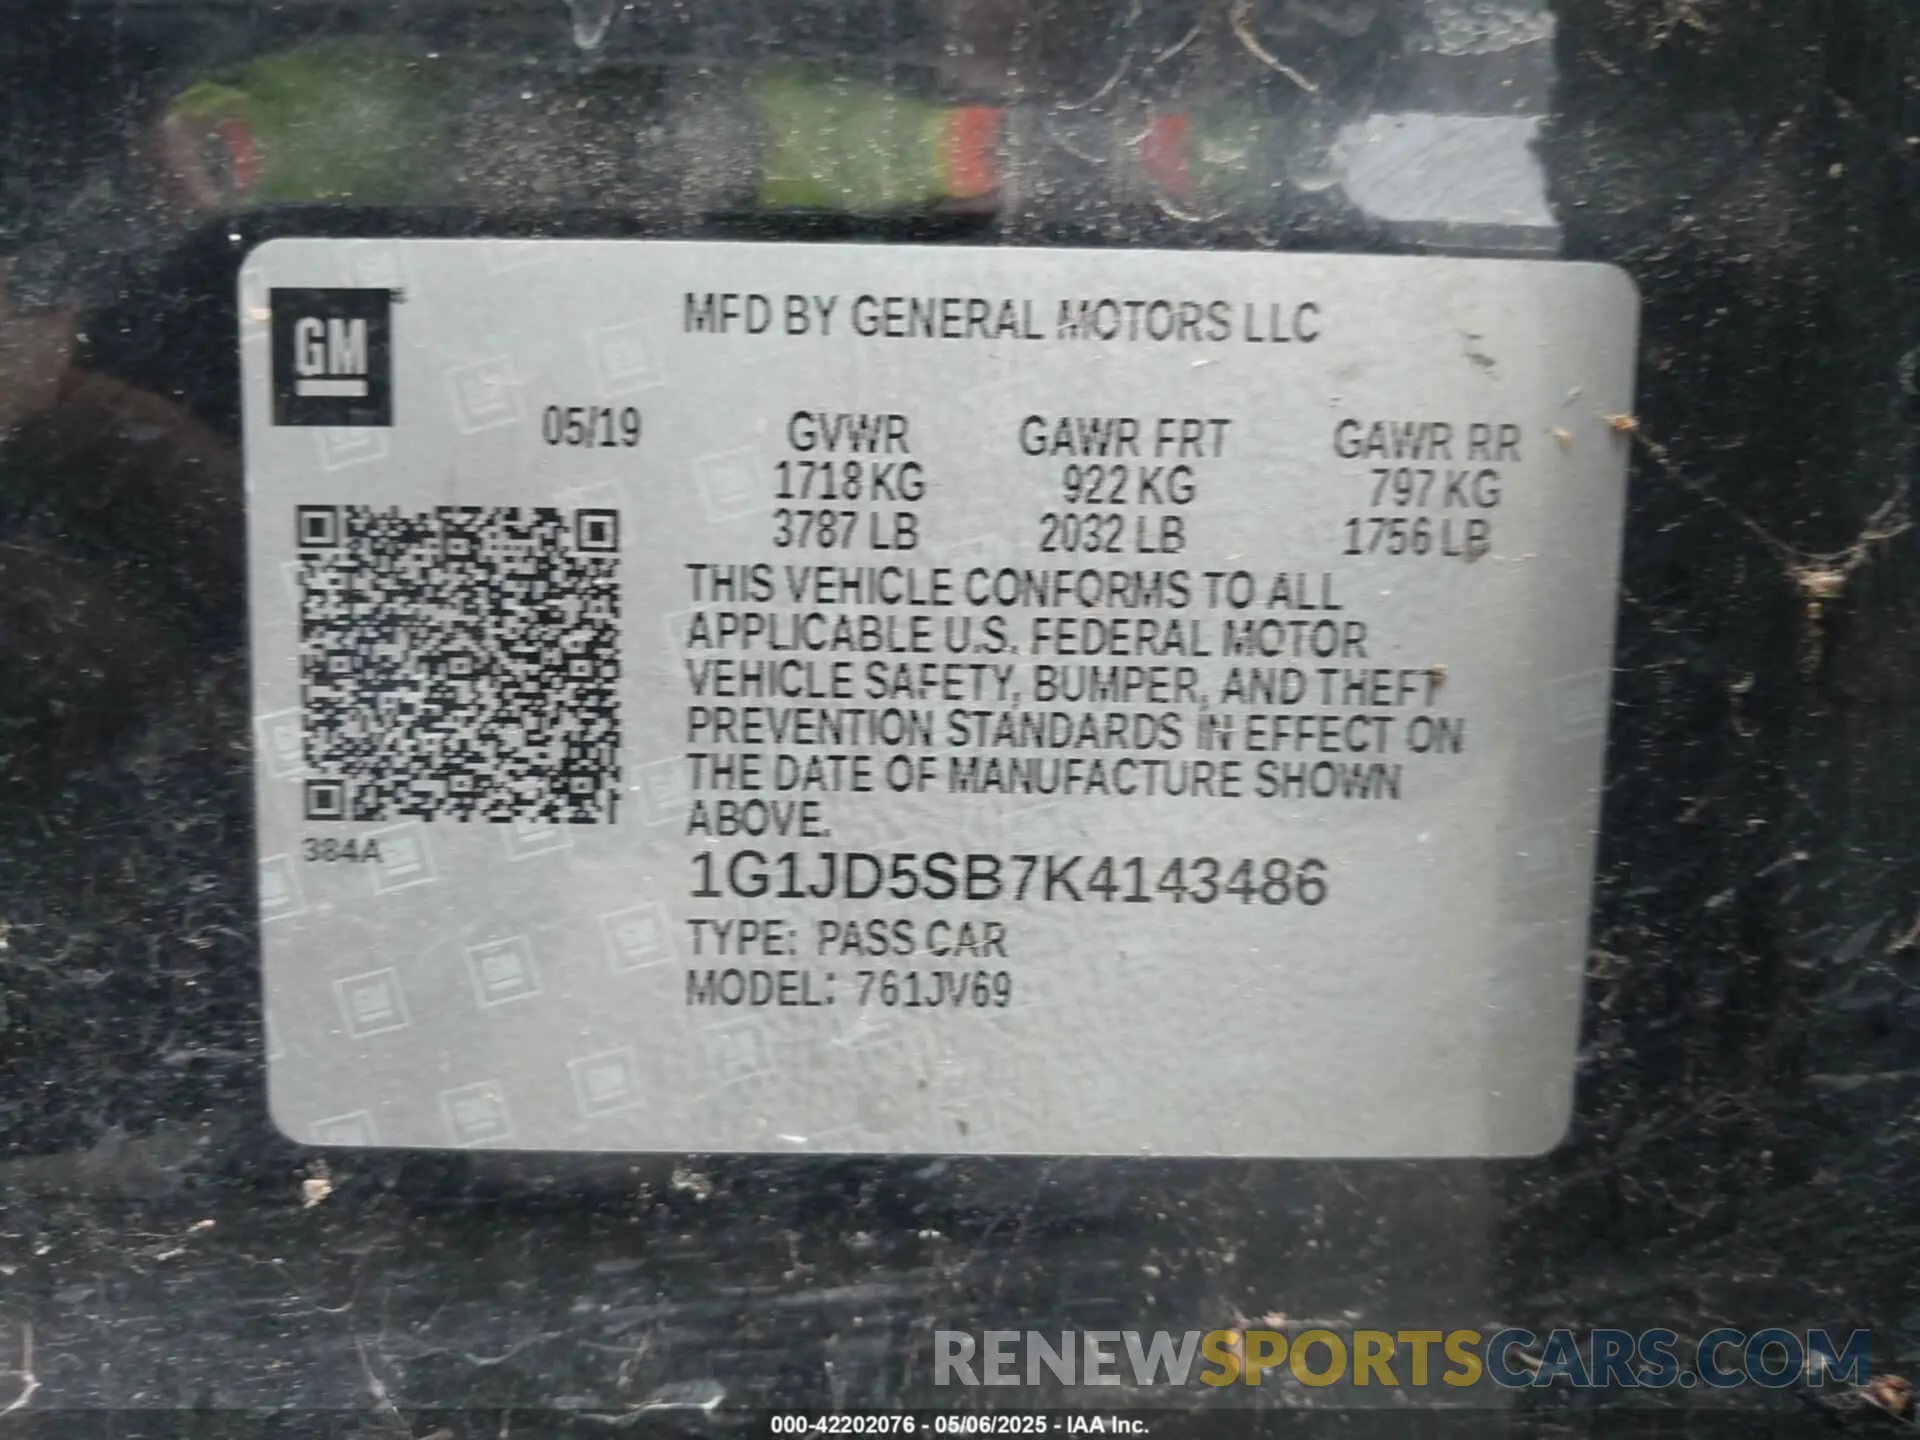 GM
MFD BY GENERAL MOTORS LLC
05/19 GVWR GAWR FRT GAWR RR
1718 KG 922 KG 797 KG
3787 LB 2032 LB 1756 LB
THIS VEHICLE CONFORMS TO ALL
APPLICABLE U.S. FEDERAL MOTOR
VEHICLE SAFETY, BUMPER, AND THEFT
PREVENTION STANDARDS IN EFFECT ON
THE DATE OF MANUFACTURE SHOWN
ABOVE.
384A
1G1JD5SB7K4143486
TYPE: PASS CAR
MODEL: 761JV69
RENEWSPORTSCARS.COM
000-42202076 - 05/06/2025 - IAA Inc.